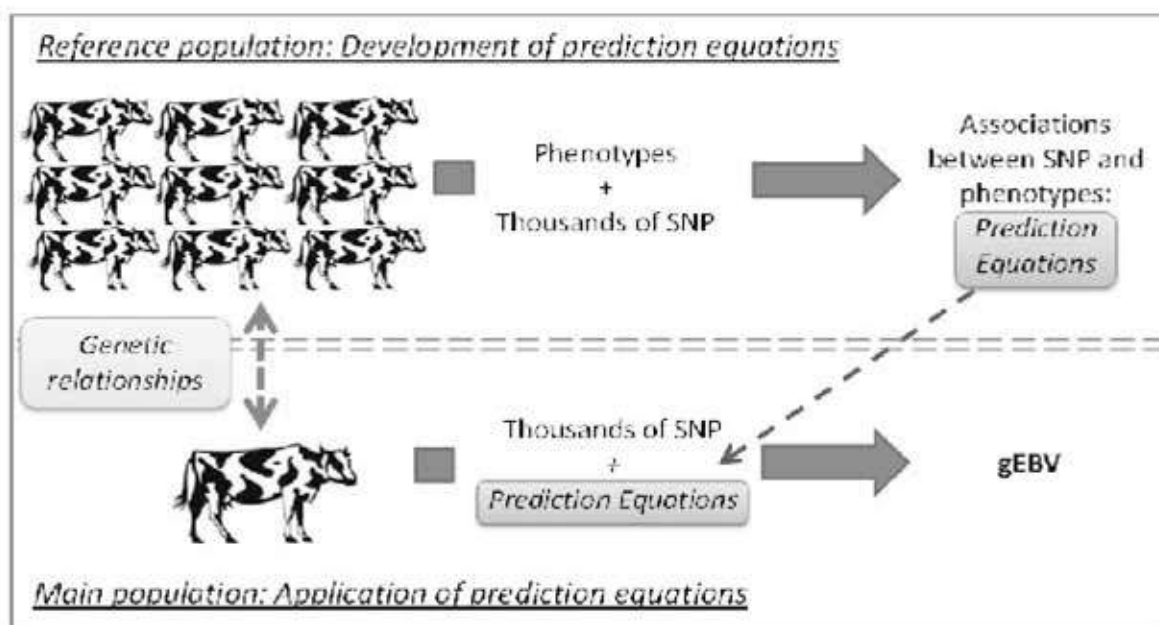 Reference population: Development of prediction equations
Phenotypes
+
Thousands of SNP
Associations
between SNP and
phenotypes:
Prediction
Equations
Genetic
relationships
Thousands of SNP
+
Prediction Equations
gEBV
Main population: Application of prediction equations